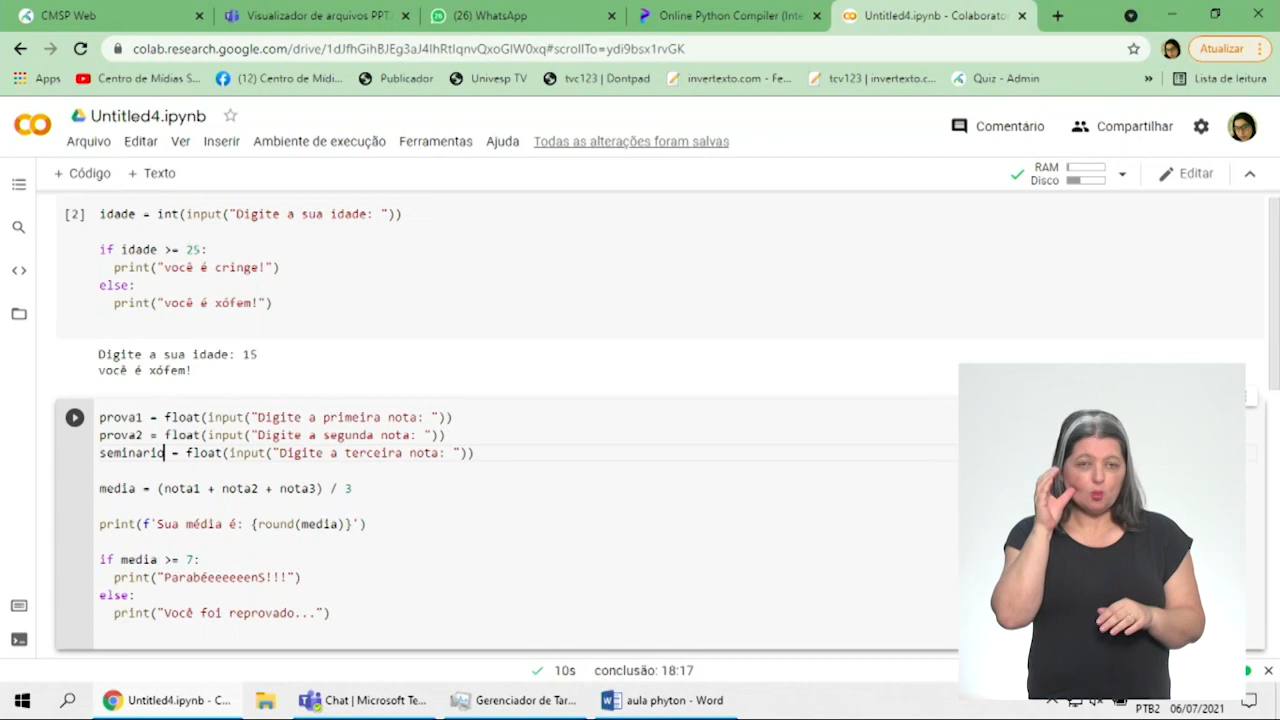 CMSP Web
Visualizador de arquivos PPTX
(26) WhatsApp
Online Python Compiler (Inte
Untitled4.ipynb - Colaborator
colab.research.google.com/drive/1dJfhGihBJEg3aJ4IhRtIqnvQxoGIW0xq#scrollTo=ydi9bsx1rvGK
Atualizar
Apps
Centro de Mídias S...
(12) Centro de Mídi...
Publicador
Univesp TV
tvc123 | Dontpad
invertexto.com - Fe...
tcv123 | invertexto.c...
Quiz - Admin
»
Lista de leitura
Untitled4.ipynb
Comentário
Compartilhar
Arquivo Editar Ver Inserir Ambiente de execução Ferramentas Ajuda Todas as alterações foram salvas
+ Código + Texto
RAM
Disco
Editar
[2] idade = int(input("Digite a sua idade: "))
if idade >= 25:
print("você é cringe!")
else:
print("você é xófem!")
Digite a sua idade: 15
você é xófem!
prova1 = float(input("Digite a primeira nota: "))
prova2 = float(input("Digite a segunda nota: "))
seminario = float(input("Digite a terceira nota: "))
media = (nota1 + nota2 + nota3) / 3
print(f'Sua média é: {round(media)}')
if media >= 7:
print("ParabéeeeeeenS!!!")
else:
print("Você foi reprovado...")
10s conclusão: 18:17
Untitled4.ipynb - C...
Chat | Microsoft Te...
Gerenciador de Tar...
aula phyton - Word
PTB2 06/07/2021